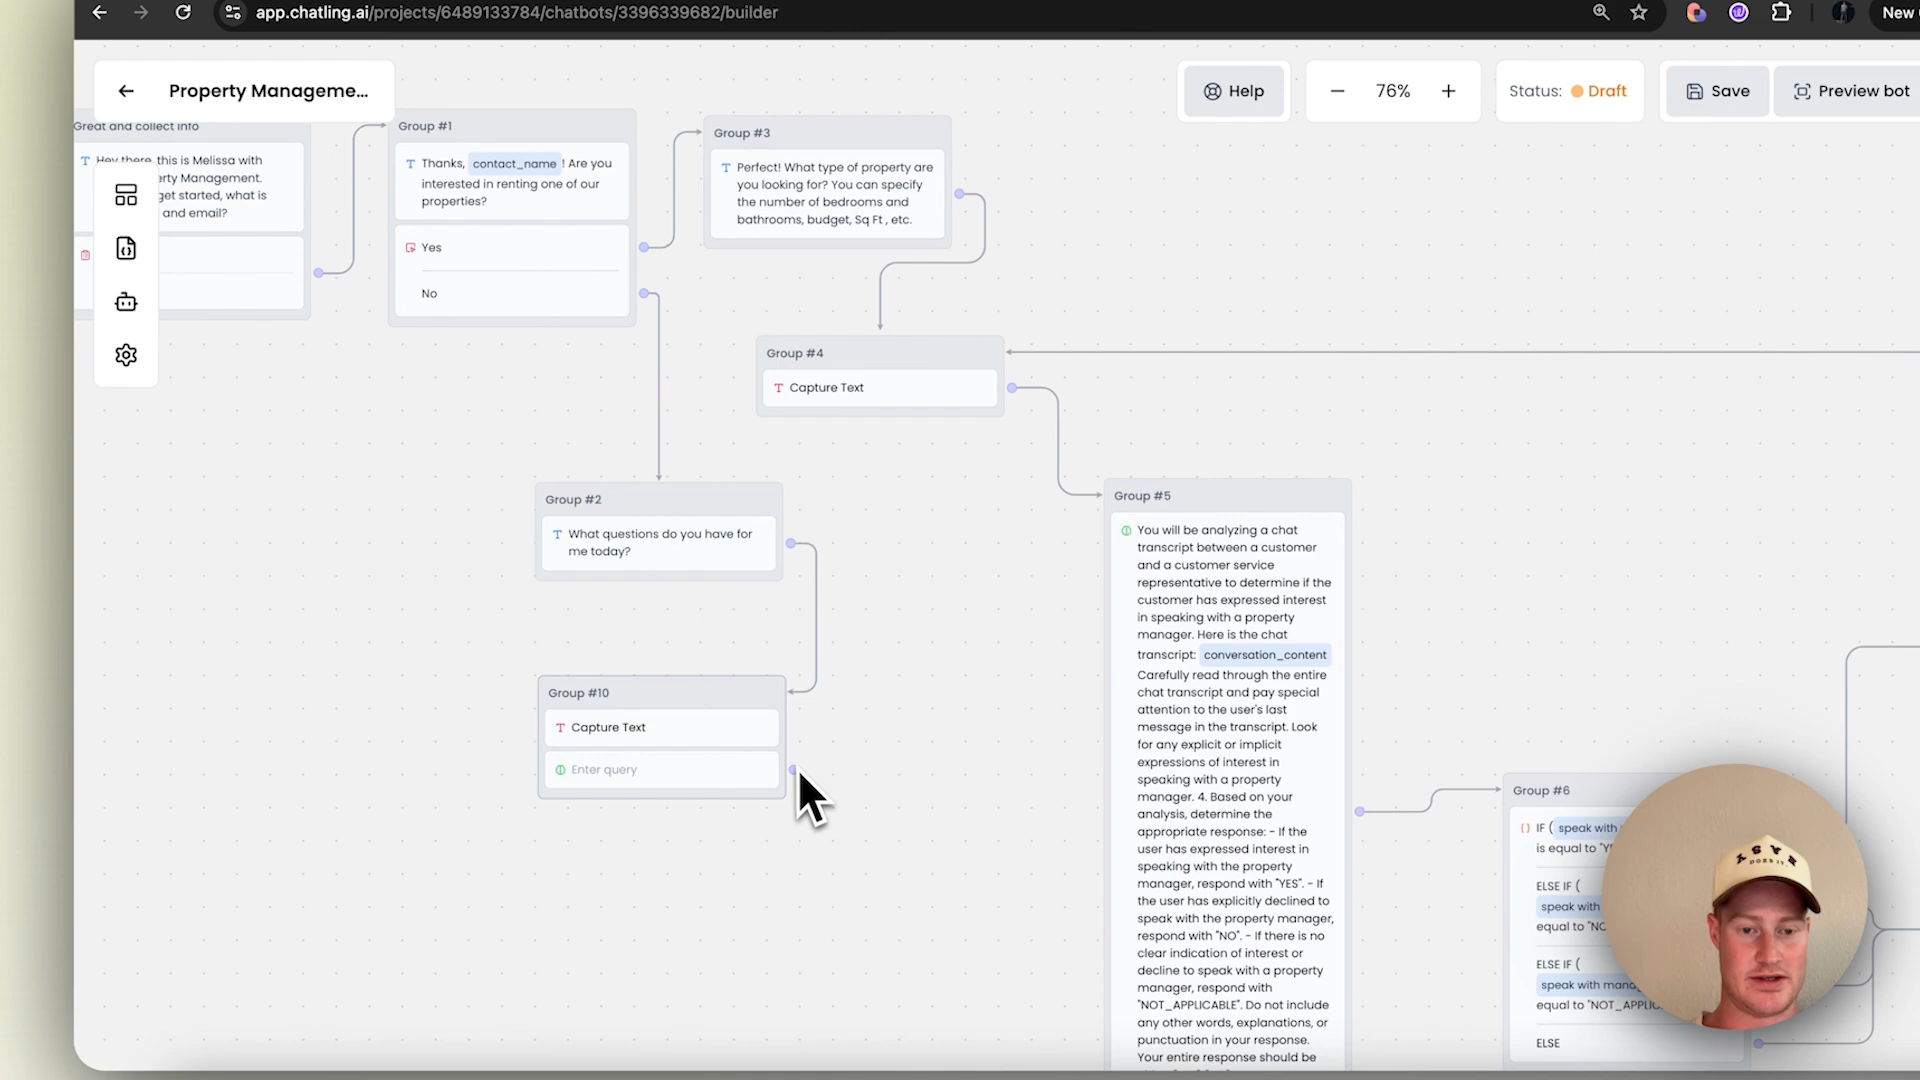 app.chatling.ai/projects/6489133784/chatbots/3396339682/builder
New
Property Manageme...
Help
76%
Status: Draft
Save
Preview bot
Great and collect info
Hey there, this is Melissa with
erty Management.
get started, what is
and email?
Group #1
Thanks, contact_name ! Are you
interested in renting one of our
properties?
Yes
No
Group #3
Perfect! What type of property are
you looking for? You can specify
the number of bedrooms and
bathrooms, budget, Sq Ft , etc.
Group #4
Capture Text
Group #2
What questions do you have for
me today?
Group #10
Capture Text
Enter query
Group #5
You will be analyzing a chat
transcript between a customer
and a customer service
representative to determine if the
customer has expressed interest
in speaking with a property
manager. Here is the chat
transcript: conversation_content
Carefully read through the entire
chat transcript and pay special
attention to the user's last
message in the transcript. Look
for any explicit or implicit
expressions of interest in
speaking with a property
manager. 4. Based on your
analysis, determine the
appropriate response: - If the
user has expressed interest in
speaking with the property
manager, respond with "YES". - If
the user has explicitly declined to
speak with the property manager,
respond with "NO". - If there is no
clear indication of interest or
decline to speak with a property
manager, respond with
"NOT_APPLICABLE". Do not include
any other words, explanations, or
punctuation in your response.
Your entire response should be
Group #6
IF ( speak with
is equal to "Y
ELSE IF (
speak with
equal to "NO
ELSE IF (
speak with mana
equal to "NOT_APPLIC
ELSE
DOES IT.